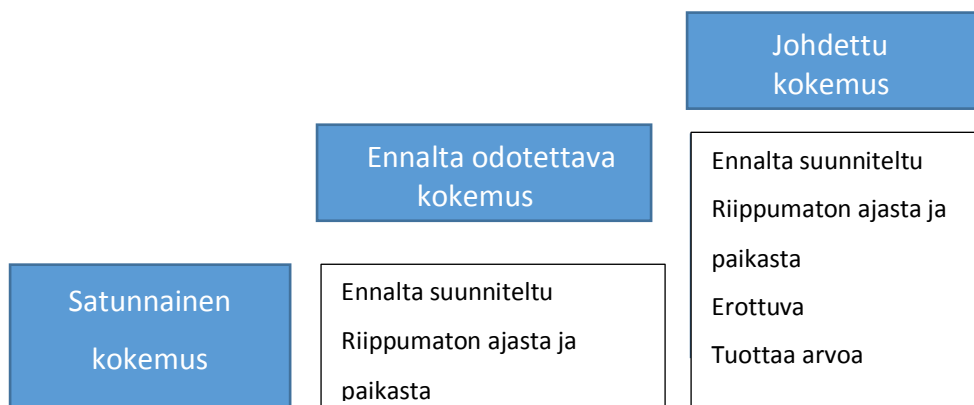 Johdettu
kokemus
Ennalta odotettava
kokemus
Ennalta suunniteltu
Riippumaton ajasta ja
paikasta
Erottuva
Tuottaa arvoa
Satunnainen
kokemus
Ennalta suunniteltu
Riippumaton ajasta ja
paikasta